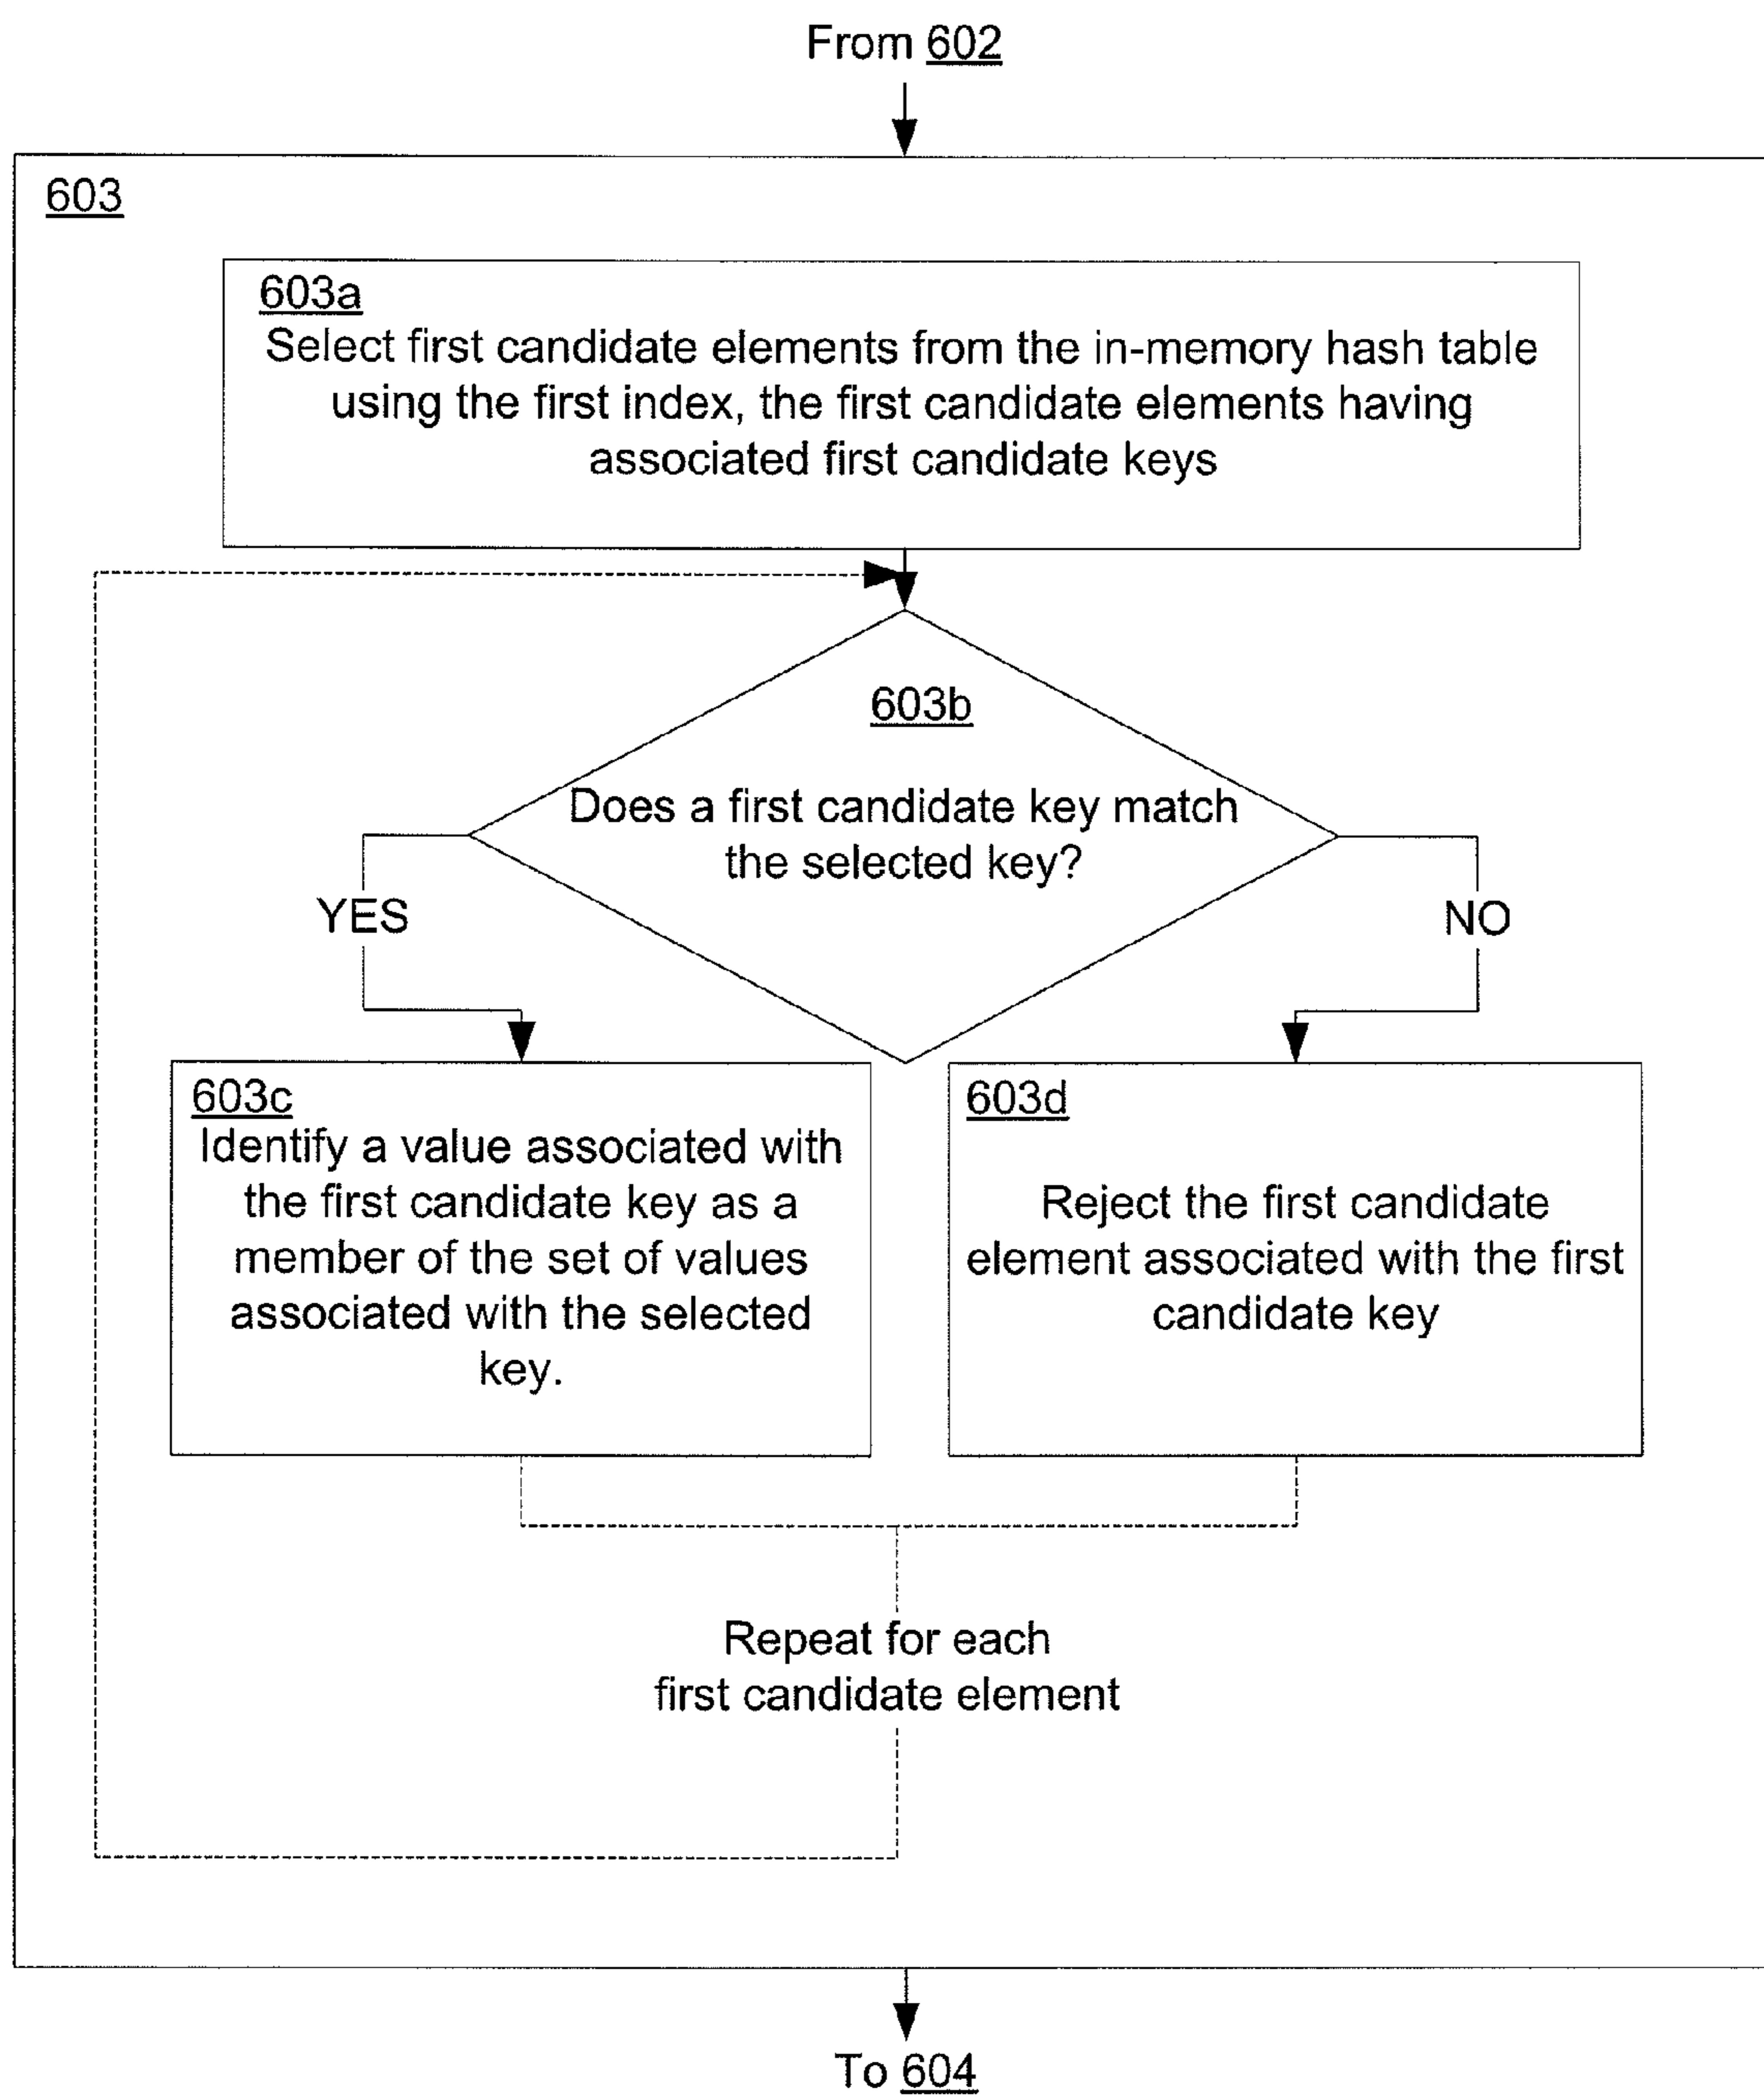 From 602
603
603a
Select first candidate elements from the in-memory hash table
using the first index, the first candidate elements having
associated first candidate keys
603b
Does a first candidate key match
the selected key?
YES
NO
603c
Identify a value associated with
the first candidate key as a
member of the set of values
associated with the selected
key.
603d
Reject the first candidate
element associated with the first
candidate key
Repeat for each
first candidate element
To 604